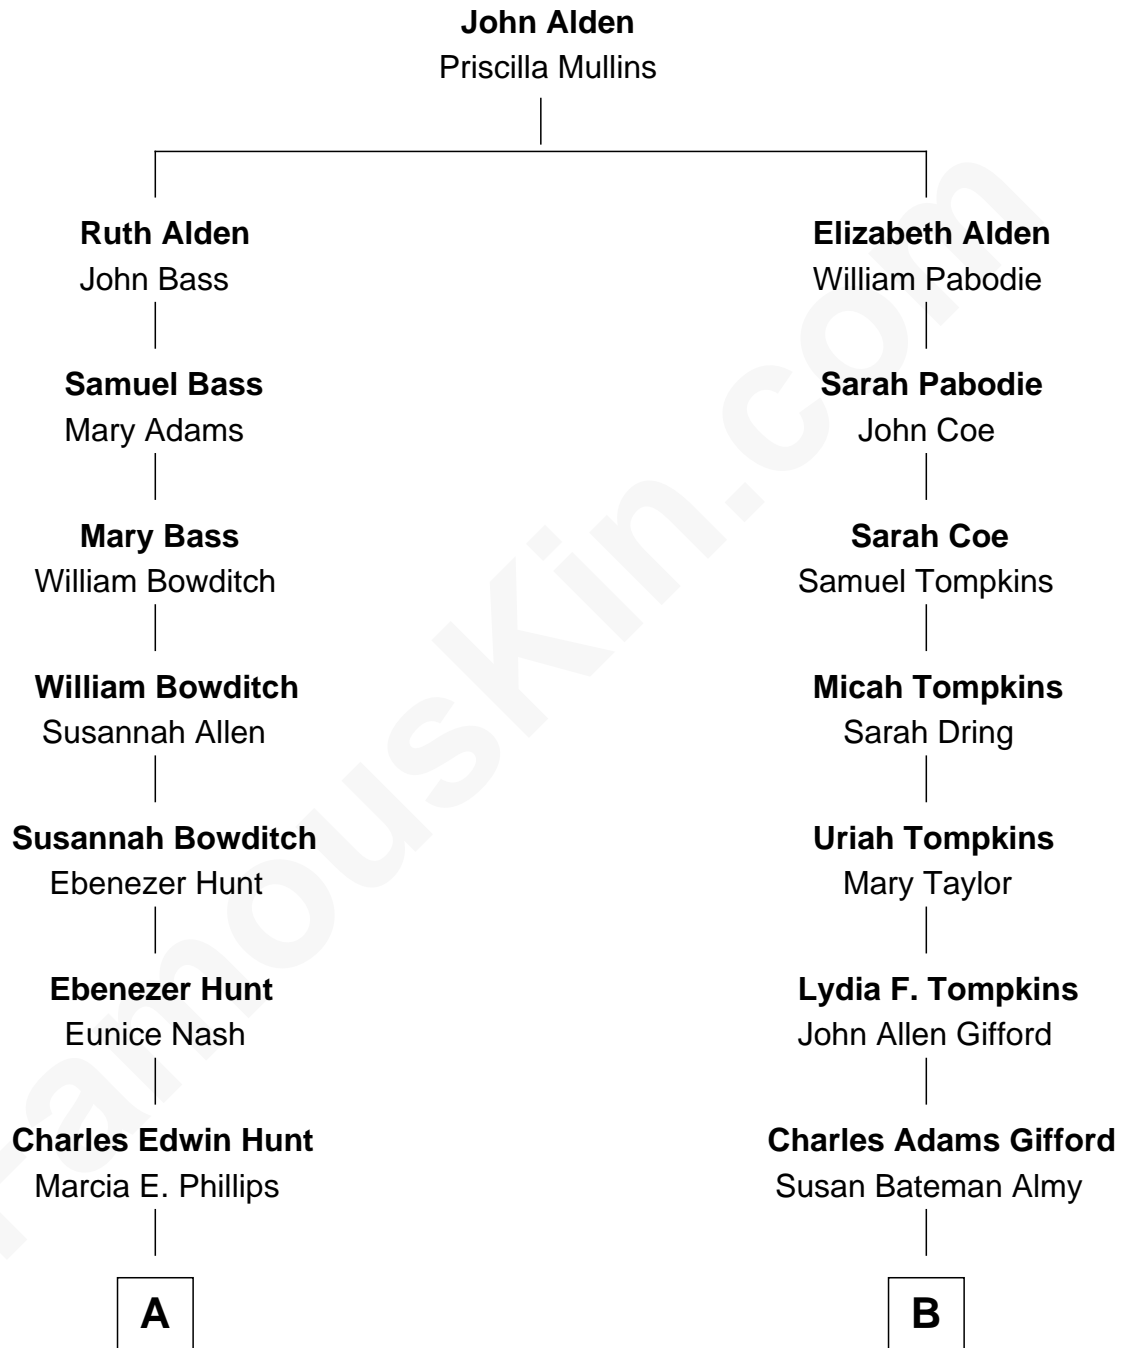 John Alden
Priscilla Mullins
Ruth Alden
John Bass
Elizabeth Alden
William Pabodie
Samuel Bass
Mary Adams
Sarah Pabodie
John Coe
Mary Bass
William Bowditch
Sarah Coe
Samuel Tompkins
William Bowditch
Susannah Allen
Micah Tompkins
Sarah Dring
Susannah Bowditch
Ebenezer Hunt
Uriah Tompkins
Mary Taylor
Ebenezer Hunt
Eunice Nash
Lydia F. Tompkins
John Allen Gifford
Charles Edwin Hunt
Marcia E. Phillips
Charles Adams Gifford
Susan Bateman Almy
A
B
FamousKin.com